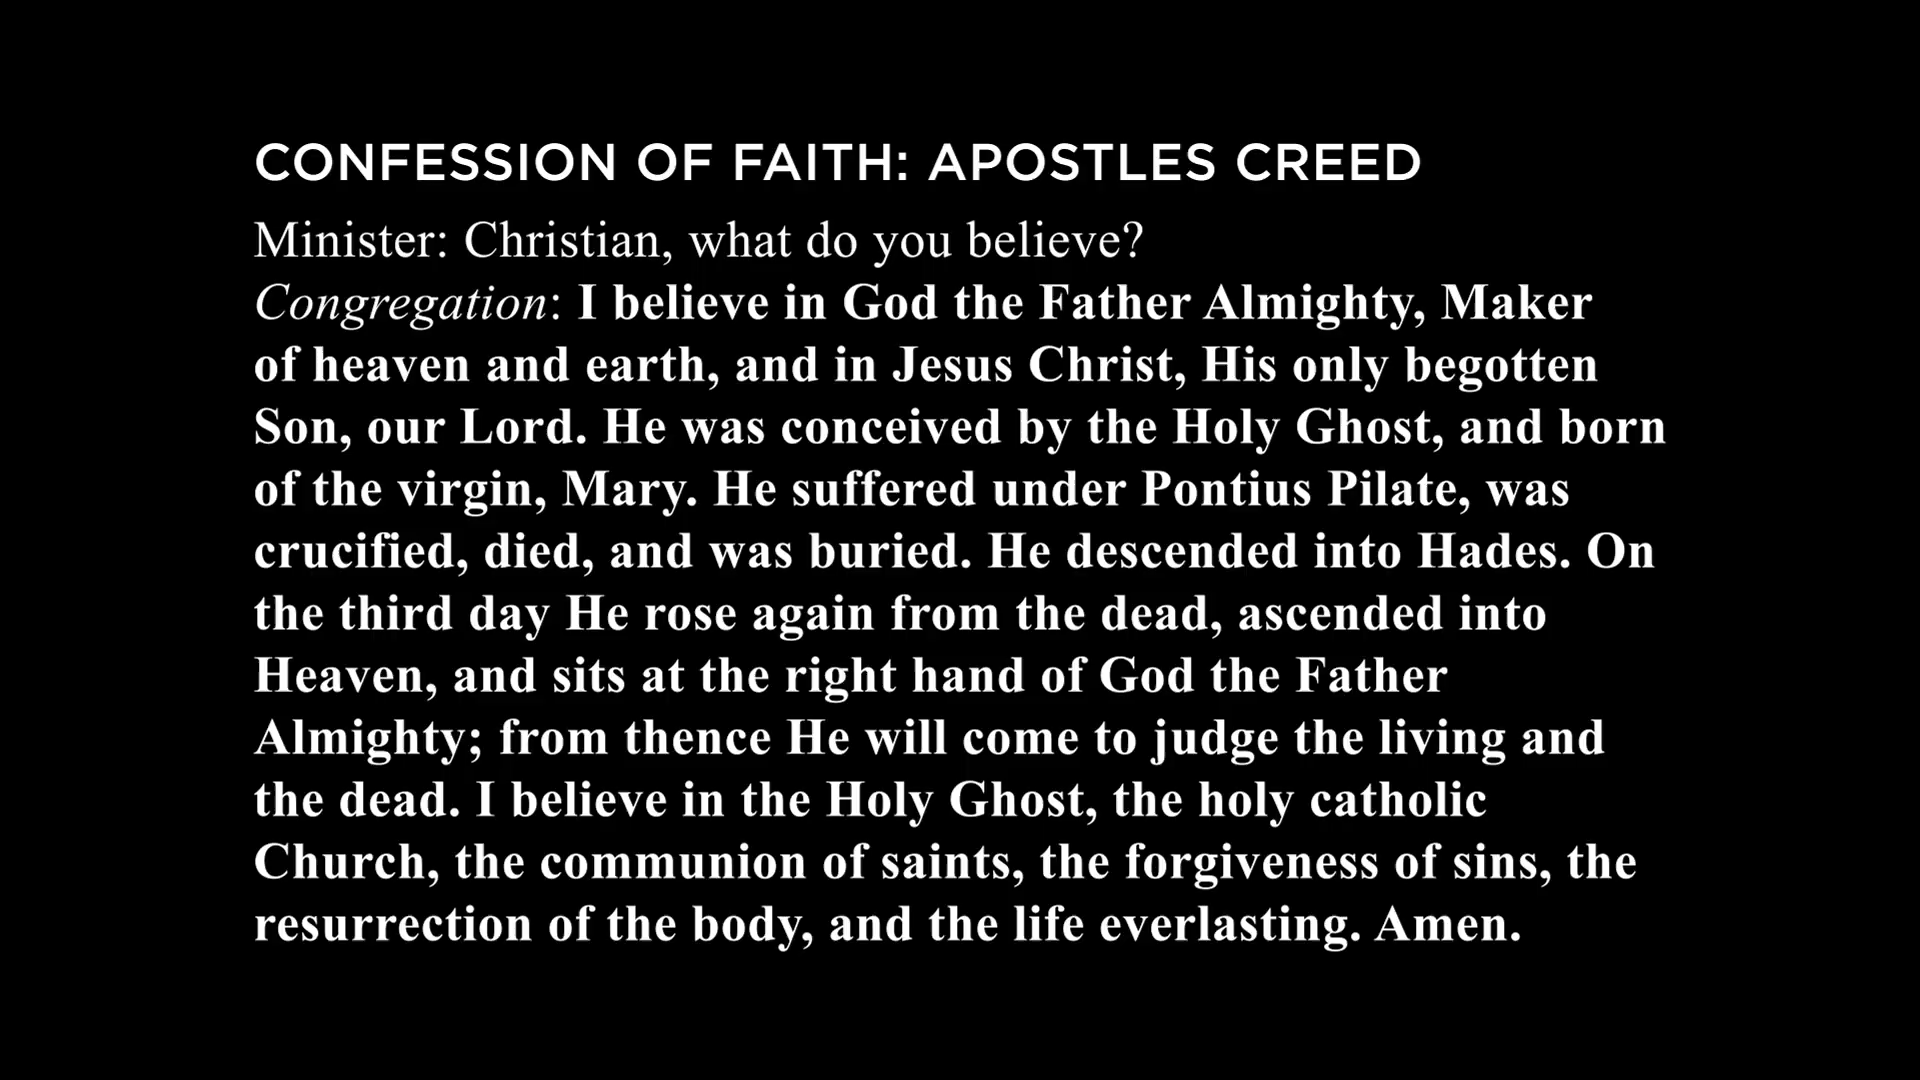 CONFESSION OF FAITH: APOSTLES CREED
Minister: Christian, what do you believe?
Congregation: I believe in God the Father Almighty, Maker
of heaven and earth, and in Jesus Christ, His only begotten
Son, our Lord. He was conceived by the Holy Ghost, and born
of the virgin, Mary. He suffered under Pontius Pilate, was
crucified, died, and was buried. He descended into Hades. On
the third day He rose again from the dead, ascended into
Heaven, and sits at the right hand of God the Father
Almighty; from thence He will come to judge the living and
the dead. I believe in the Holy Ghost, the holy catholic
Church, the communion of saints, the forgiveness of sins, the
resurrection of the body, and the life everlasting. Amen.